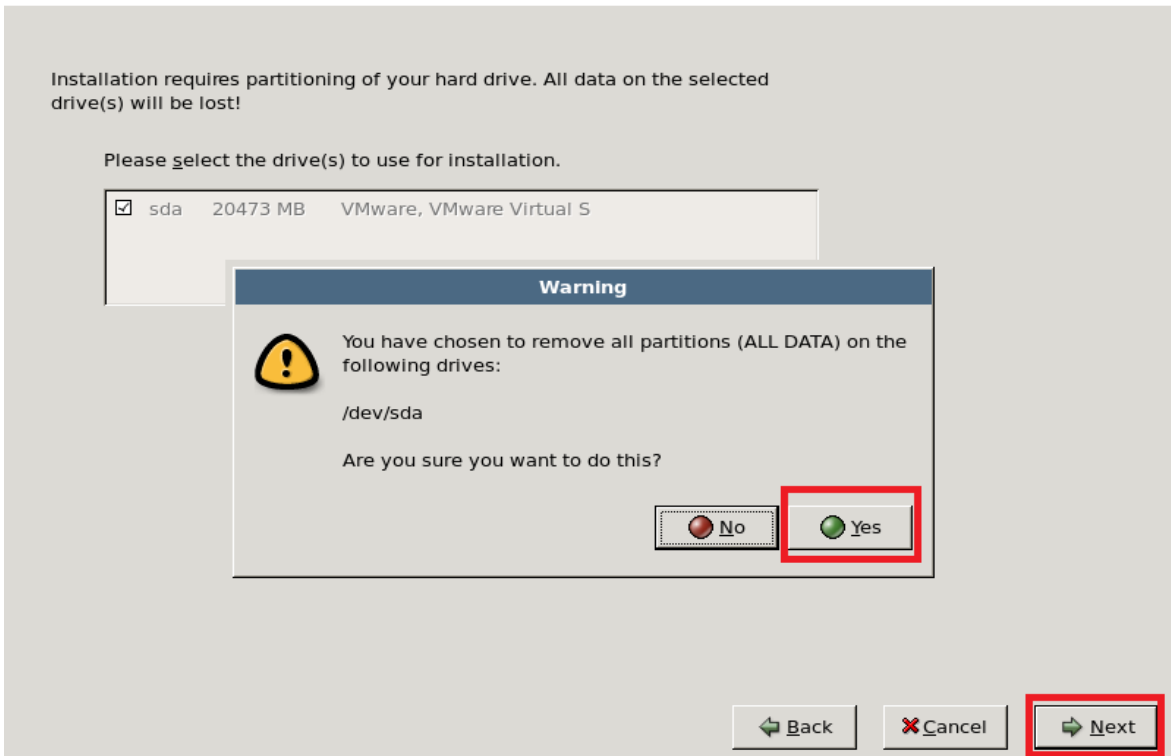 Installation requires partitioning of your hard drive. All data on the selected
drive(s) will be lost!
Please select the drive(s) to use for installation.
sda 20473 MB VMware, VMware Virtual S
Warning
You have chosen to remove all partitions (ALL DATA) on the
following drives:
/dev/sda
Are you sure you want to do this?
No Yes
Back Cancel Next